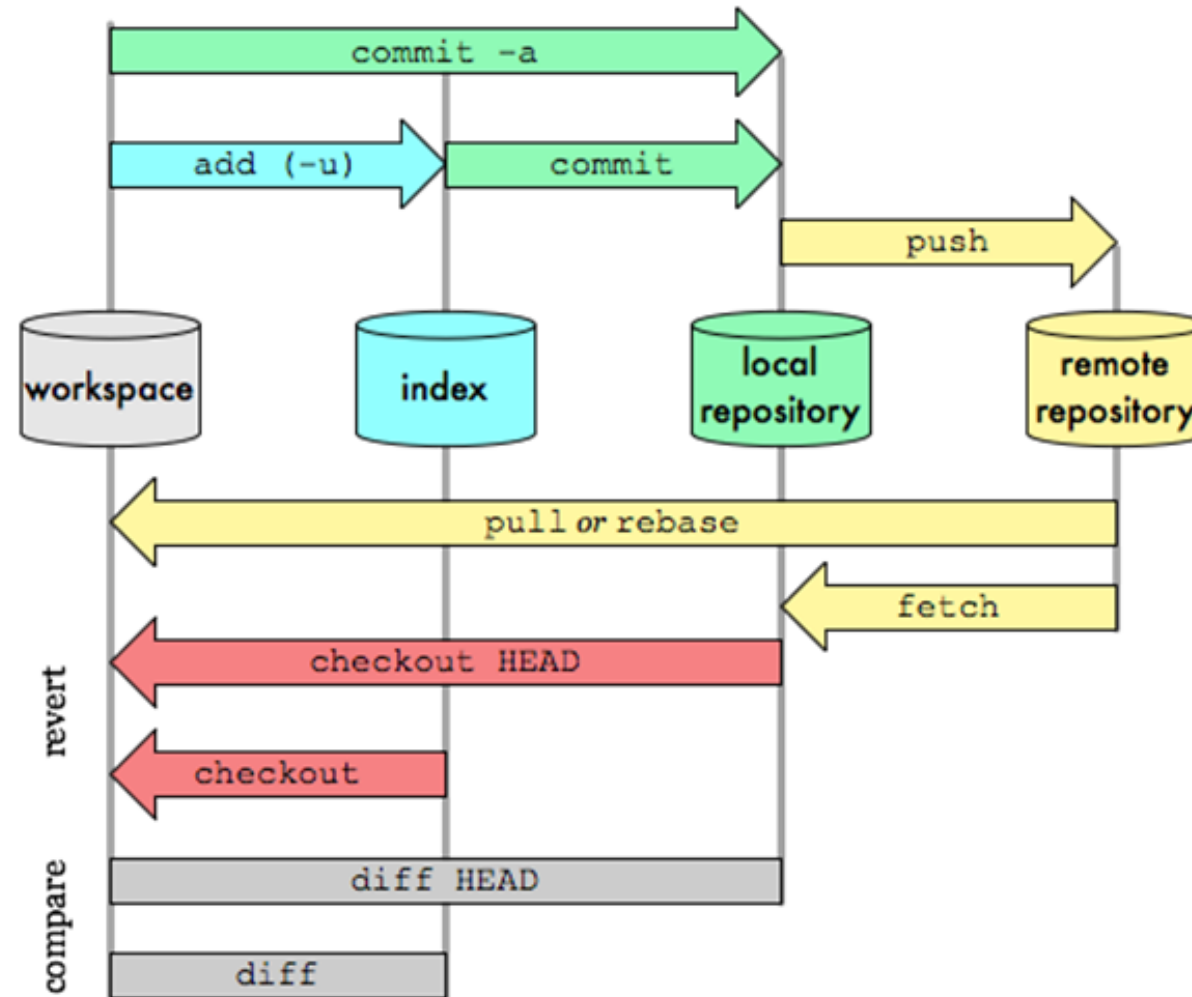 commit -a
add (-u)
commit
push
workspace
index
local
repository
remote
repository
pull or rebase
fetch
revert
checkout HEAD
checkout
compare
diff HEAD
diff